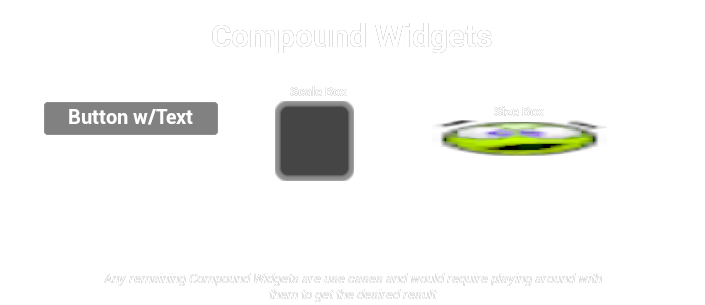 Compound Widgets
Scale Box
Button w/Text
Size Box
Any remaining Compound Widgets are use cases and would require playing around with
them to get the desired result